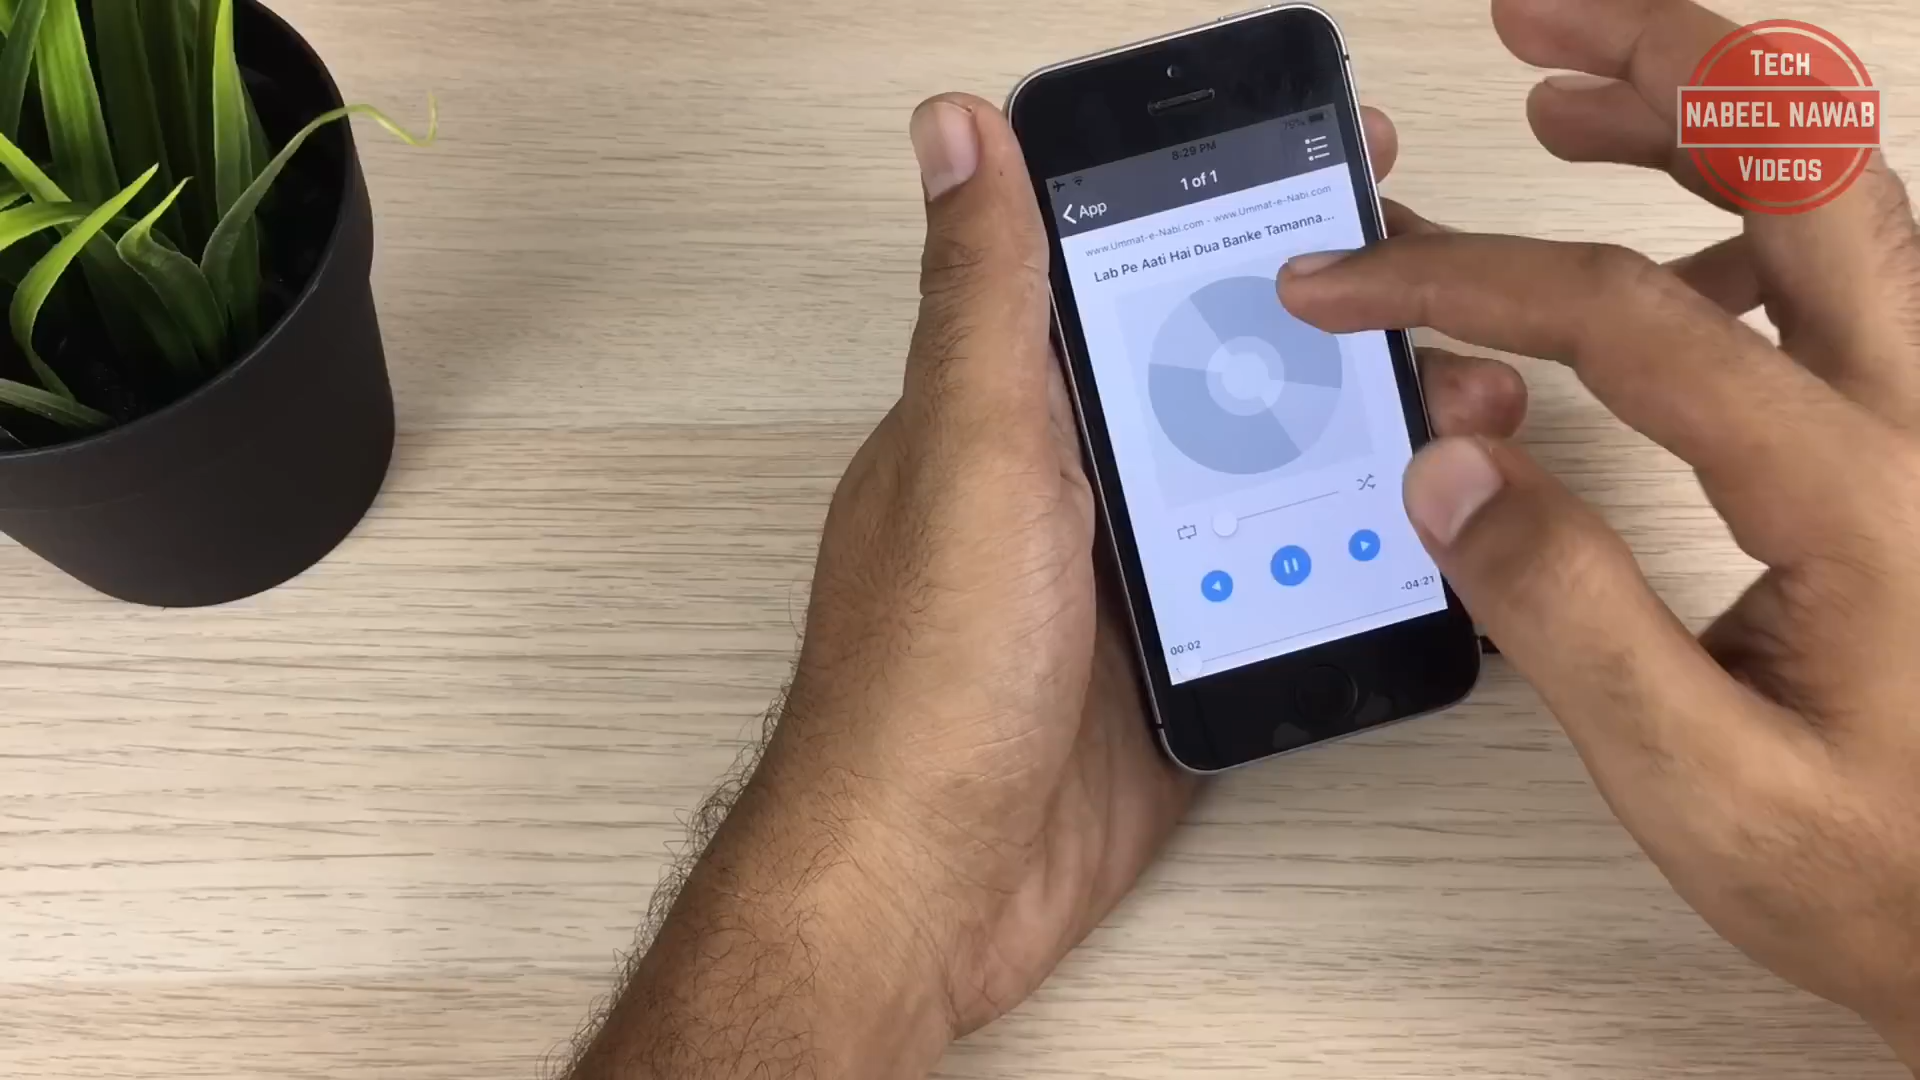 TECH
NABEEL NAWAB
VIDEOS
75%
8:29 PM
1 of 1
App
www.Ummat-e-Nabi.com - www.Ummat-e-Nabi.com
Lab Pe Aati Hai Dua Banke Tamanna...
-04:21
00:02